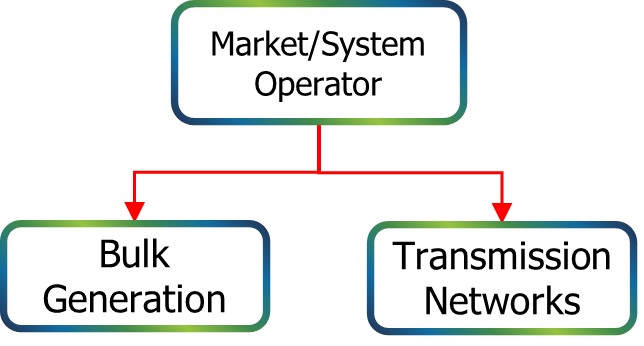 Market/System
Operator
Bulk
Generation
Transmission
Networks